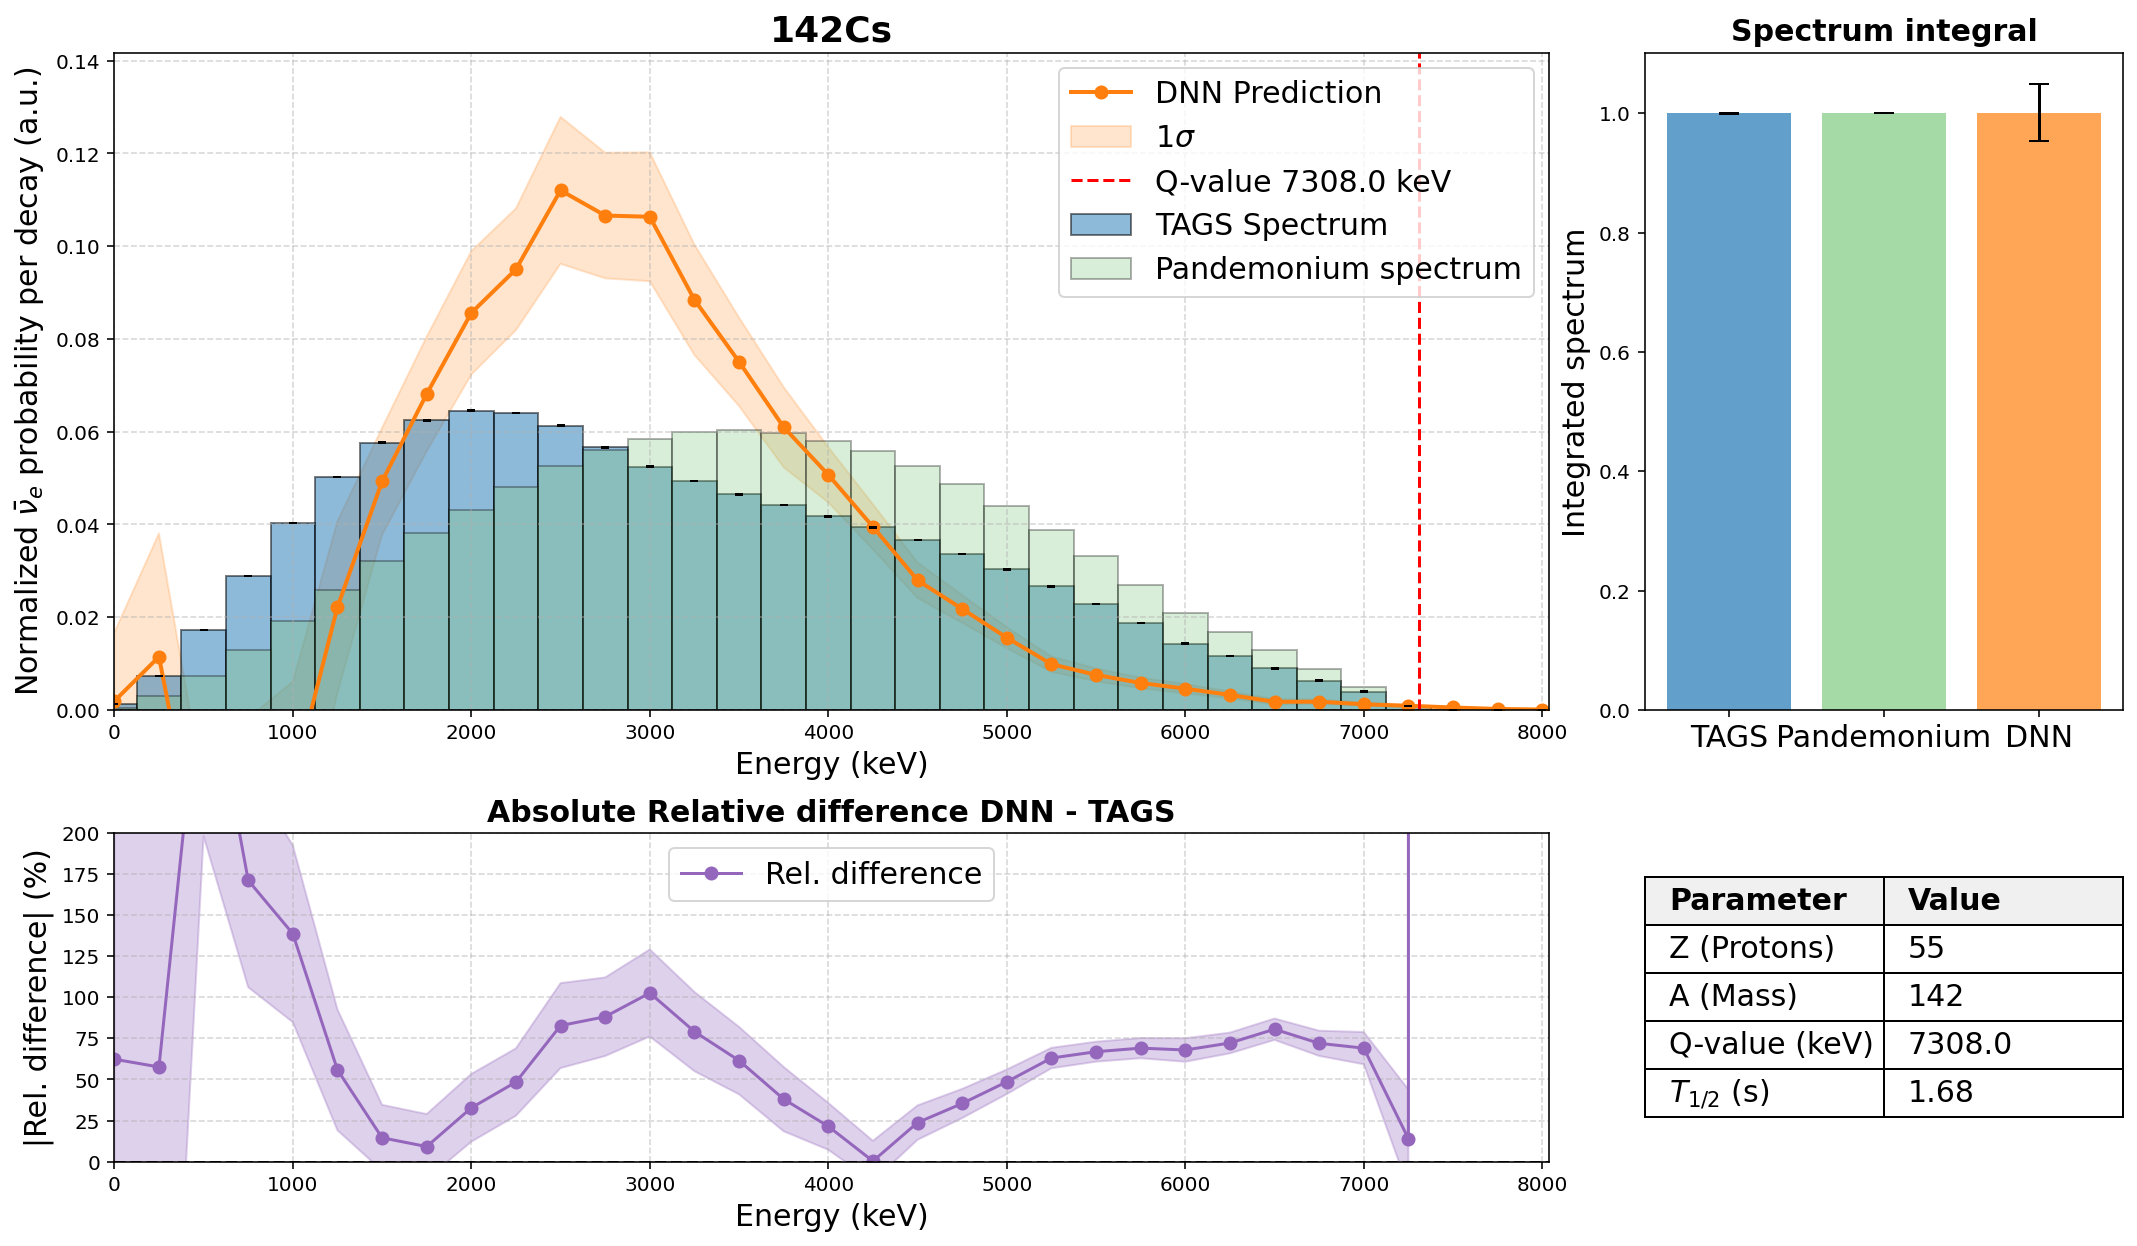 142Cs
Normalized ν̄e probability per decay (a.u.)
0.14
0.12
0.10
0.08
0.06
0.04
0.02
0.00
0 1000 2000 3000 4000 5000 6000 7000 8000
Energy (keV)
DNN Prediction
1σ
Q-value 7308.0 keV
TAGS Spectrum
Pandemonium spectrum
Spectrum integral
Integrated spectrum
1.0
0.8
0.6
0.4
0.2
0.0
TAGS Pandemonium DNN
Absolute Relative difference DNN - TAGS
|Rel. difference| (%)
200
175
150
125
100
75
50
25
0
0 1000 2000 3000 4000 5000 6000 7000 8000
Energy (keV)
Rel. difference
Parameter Value
Z (Protons) 55
A (Mass) 142
Q-value (keV) 7308.0
T1/2 (s) 1.68